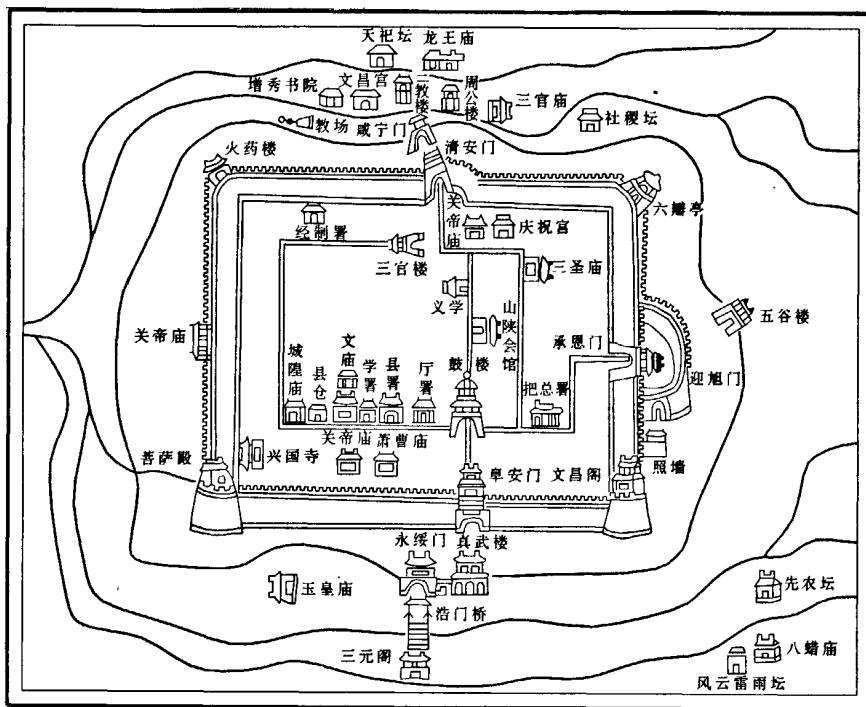 天祀坛
龙王庙
增秀书院
文昌宫
三教楼
周公楼
三官庙
社稷坛
教场
咸宁门
清安门
火药楼
六瓣亭
关帝庙
庆祝宫
经制署
三官楼
三圣庙
义学
山陕会馆
五谷楼
关帝庙
承恩门
迎旭门
城隍庙
县仓
文庙
学署
县署
厅署
鼓楼
把总署
关帝庙
萧曹庙
菩萨殿
兴国寺
阜安门
文昌阁
照墙
永绥门
真武楼
玉皇庙
浩门桥
先农坛
三元阁
八蜡庙
风云雷雨坛